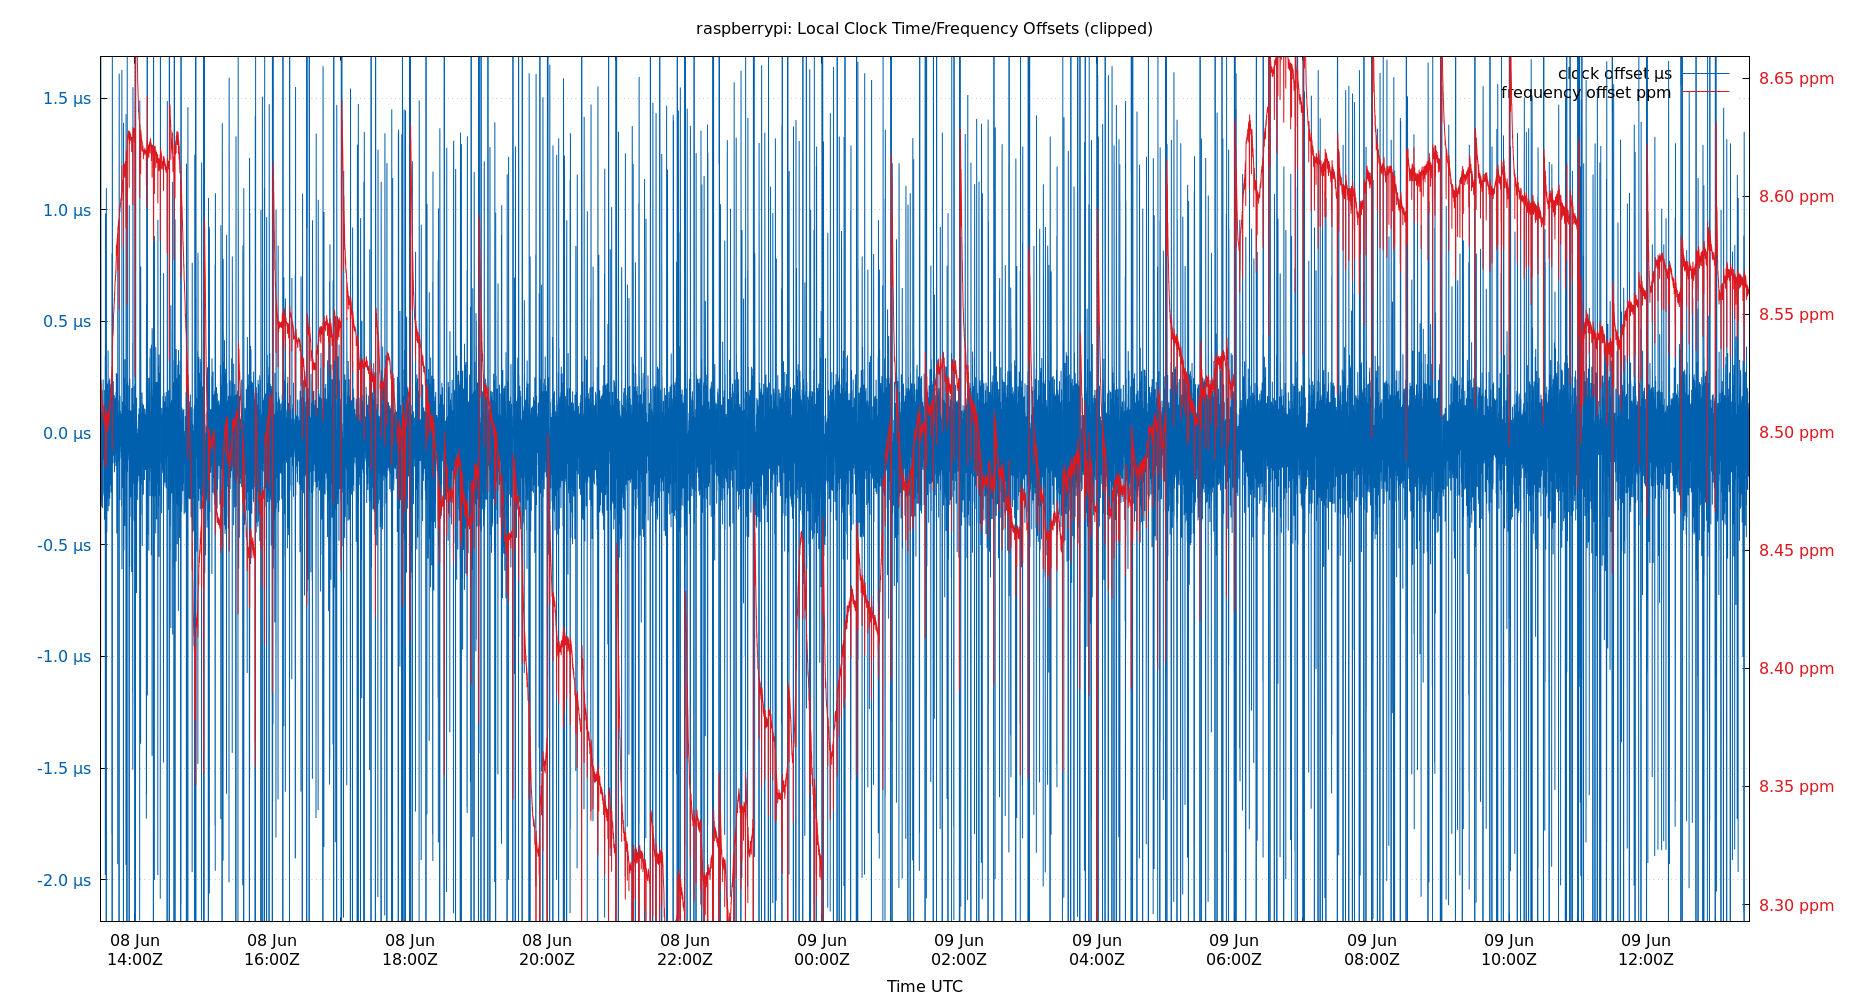 raspberrypi: Local Clock Time/Frequency Offsets (clipped)
clock offset µs
frequency offset ppm
1.5 µs
1.0 µs
0.5 µs
0.0 µs
-0.5 µs
-1.0 µs
-1.5 µs
-2.0 µs
8.65 ppm
8.60 ppm
8.55 ppm
8.50 ppm
8.45 ppm
8.40 ppm
8.35 ppm
8.30 ppm
08 Jun 08 Jun 08 Jun 08 Jun 08 Jun 09 Jun 09 Jun 09 Jun 09 Jun 09 Jun 09 Jun 09 Jun
14:00Z 16:00Z 18:00Z 20:00Z 22:00Z 00:00Z 02:00Z 04:00Z 06:00Z 08:00Z 10:00Z 12:00Z
Time UTC